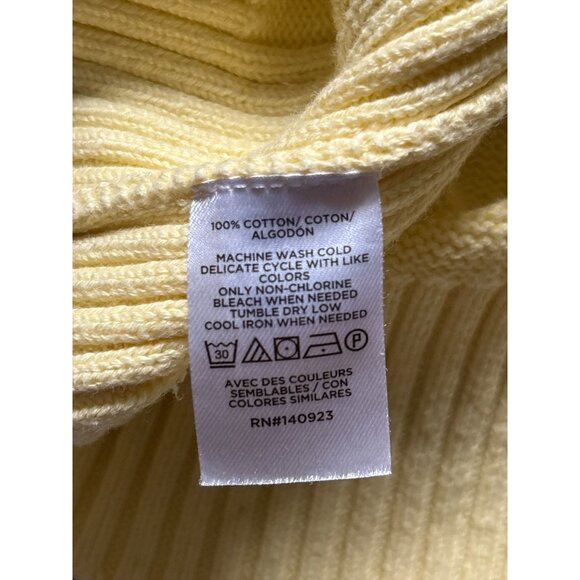 100% COTTON/ COTON/
ALGODÓN
MACHINE WASH COLD
DELICATE CYCLE WITH LIKE
COLORS
ONLY NON-CHLORINE
BLEACH WHEN NEEDED
TUMBLE DRY LOW
COOL IRON WHEN NEEDED
30 P
AVEC DES COULEURS
SEMBLABLES / CON
COLORES SIMILARES
RN#140923